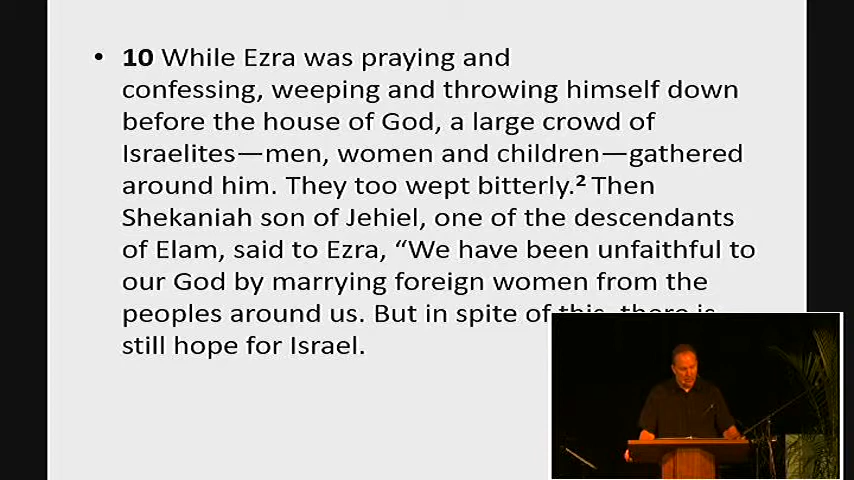 • 10 While Ezra was praying and
confessing, weeping and throwing himself down
before the house of God, a large crowd of
Israelites—men, women and children—gathered
around him. They too wept bitterly.² Then
Shekaniah son of Jehiel, one of the descendants
of Elam, said to Ezra, “We have been unfaithful to
our God by marrying foreign women from the
peoples around us. But in spite of this, there is
still hope for Israel.